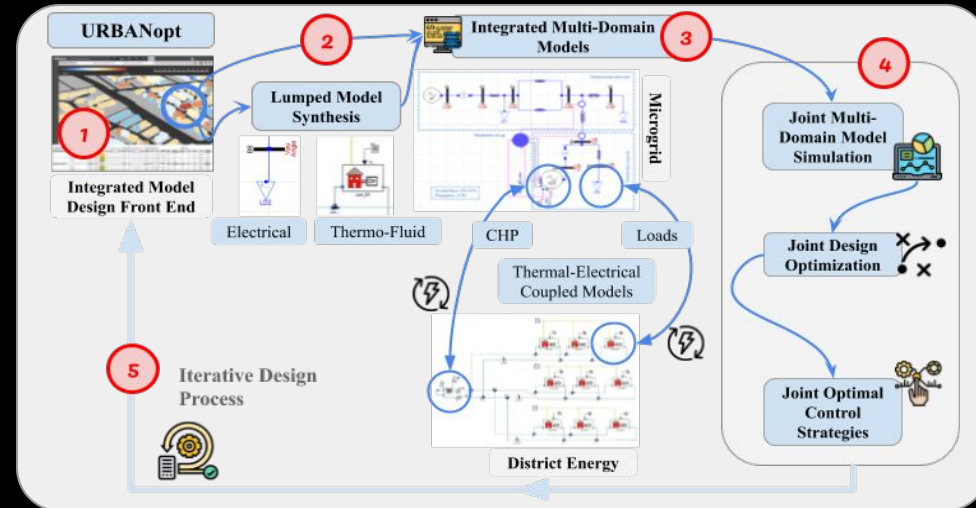 URBANopt
1
Integrated Model
Design Front End
2
Lumped Model
Synthesis
Electrical
Thermo-Fluid
Integrated Multi-Domain
Models
3
Microgrid
CHP
Loads
Thermal-Electrical
Coupled Models
District Energy
4
Joint Multi-
Domain Model
Simulation
Joint Design
Optimization
Joint Optimal
Control
Strategies
5
Iterative Design
Process